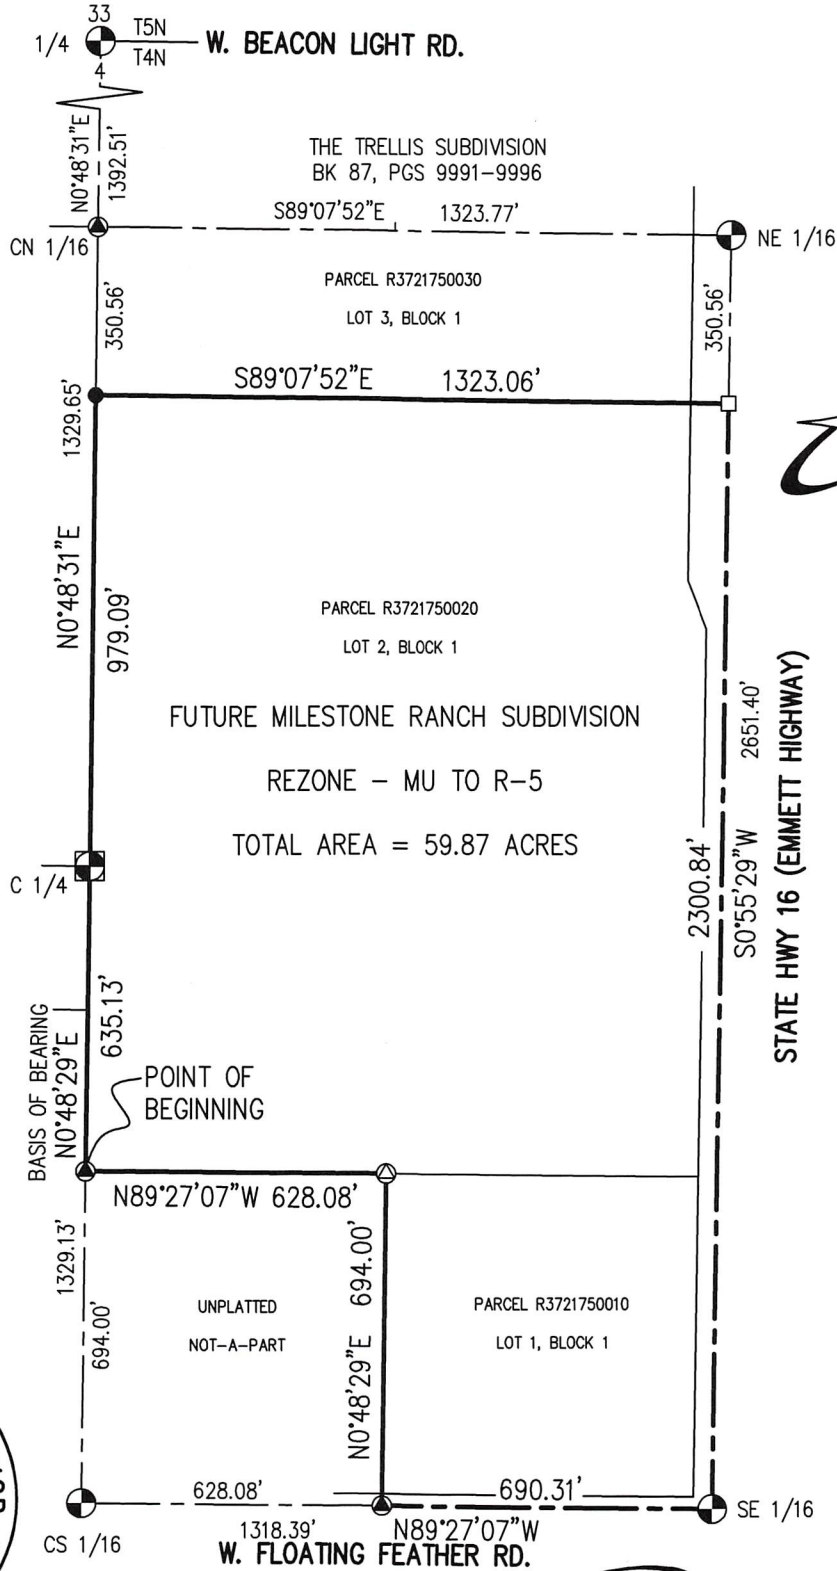 33
1/4 T5N
T4N W. BEACON LIGHT RD.
4
N0°48'31"E
1392.51'
THE TRELLIS SUBDIVISION
BK 87, PGS 9991-9996
S89°07'52"E 1323.77'
CN 1/16
NE 1/16
PARCEL R3721750030
LOT 3, BLOCK 1
350.56'
350.56'
S89°07'52"E 1323.06'
1329.65'
N0°48'31"E
979.09'
PARCEL R3721750020
LOT 2, BLOCK 1
FUTURE MILESTONE RANCH SUBDIVISION
REZONE - MU TO R-5
TOTAL AREA = 59.87 ACRES
2651.40'
S0°55'29"W
2300.84'
STATE HWY 16 (EMMETT HIGHWAY)
C 1/4
635.13'
BASIS OF BEARING
N0°48'29"E
POINT OF
BEGINNING
N89°27'07"W 628.08'
1329.13'
694.00'
UNPLATTED
NOT-A-PART
N0°48'29"E 694.00'
PARCEL R3721750010
LOT 1, BLOCK 1
628.08'
690.31'
SE 1/16
CS 1/16
1318.39'
N89°27'07"W
W. FLOATING FEATHER RD.